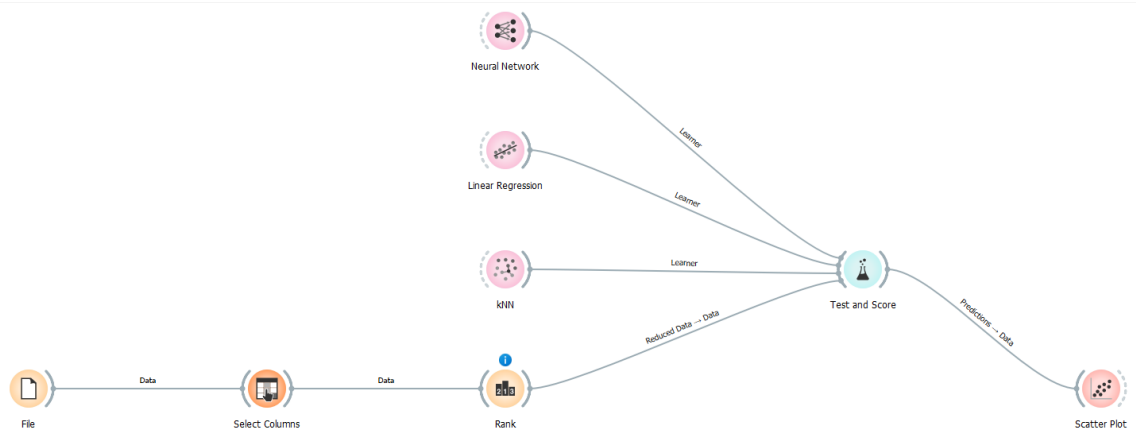 Neural Network
Learner
Linear Regression
Learner
kNN
Learner
Test and Score
Reduced Data → Data
Predictions → Data
File
Data
Select Columns
Data
i
213
Rank
Scatter Plot